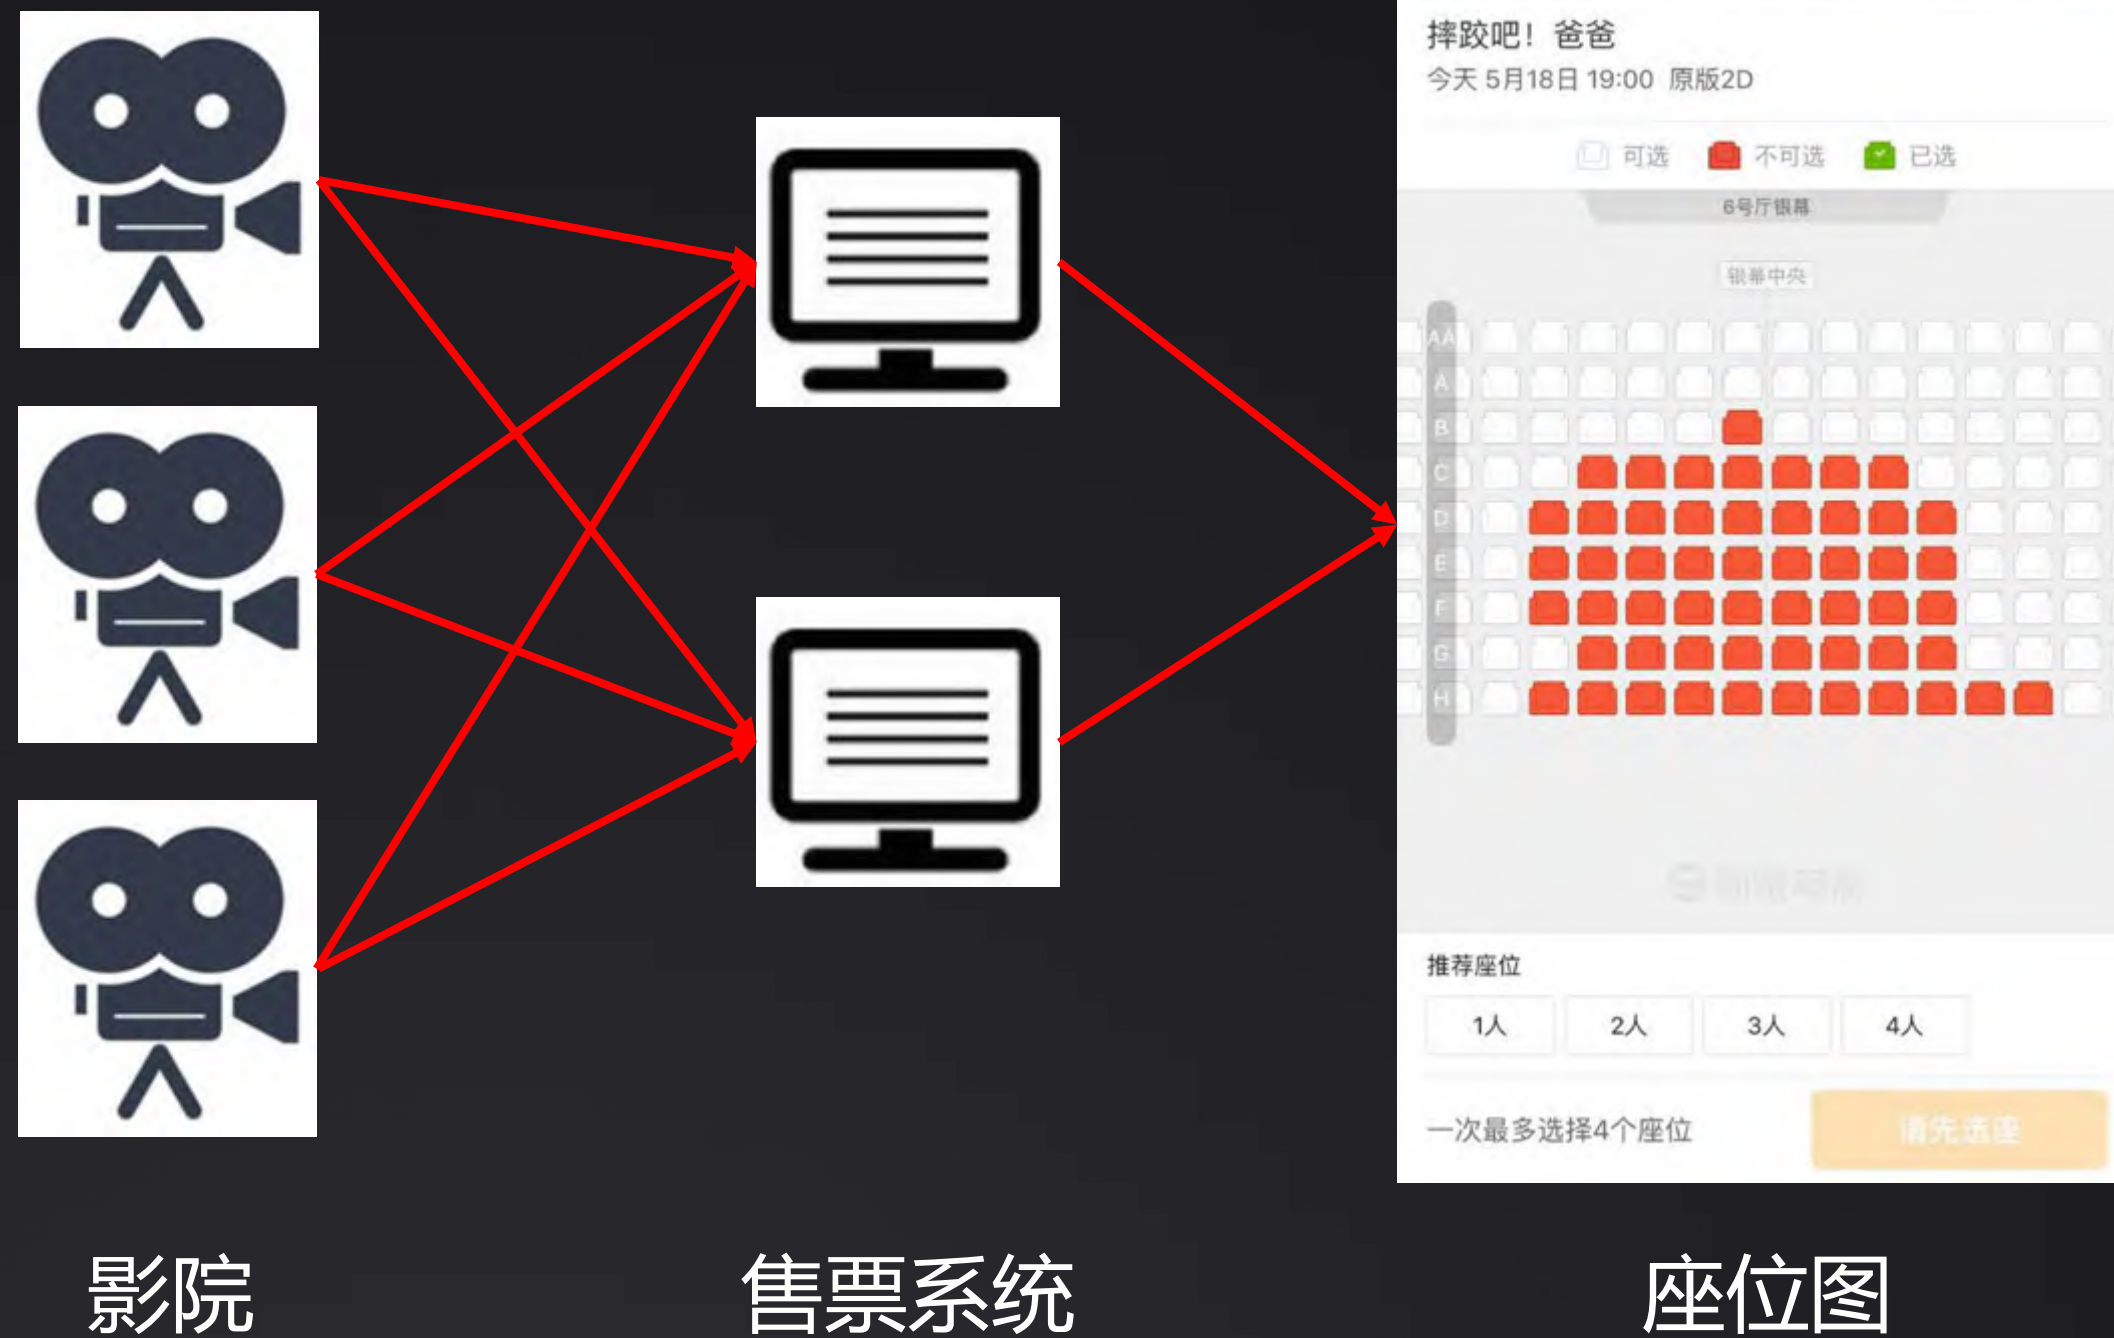 摔跤吧！爸爸
今天 5月18日 19:00 原版2D
可选 不可选 已选
6号厅银幕
银幕中央
AA
A
B
C
D
E
F
G
H
推荐座位
1人 2人 3人 4人
一次最多选择4个座位 请先选座
影院 售票系统 座位图